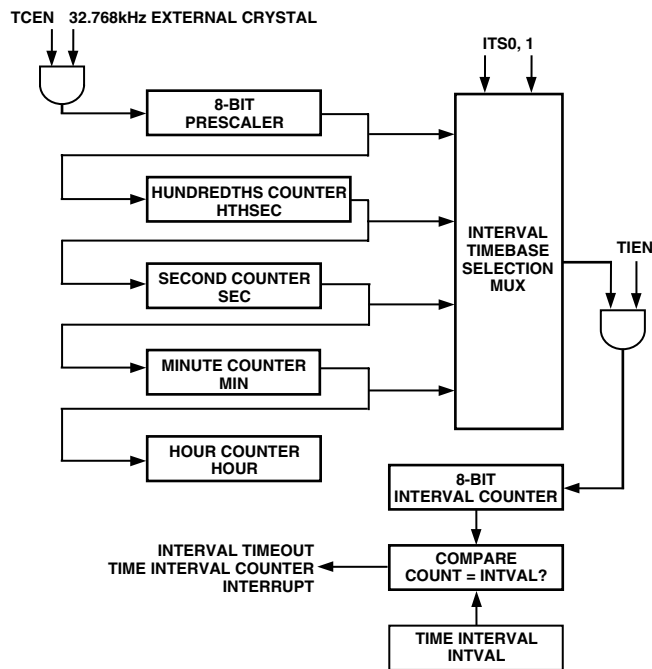 TCEN 32.768kHz EXTERNAL CRYSTAL
ITS0, 1
8-BIT
PRESCALER
HUNDREDTHS COUNTER
HTHSEC
INTERVAL
TIMEBASE
SELECTION
MUX
TIEN
SECOND COUNTER
SEC
MINUTE COUNTER
MIN
HOUR COUNTER
HOUR
8-BIT
INTERVAL COUNTER
INTERVAL TIMEOUT
TIME INTERVAL COUNTER
INTERRUPT
COMPARE
COUNT = INTVAL?
TIME INTERVAL
INTVAL